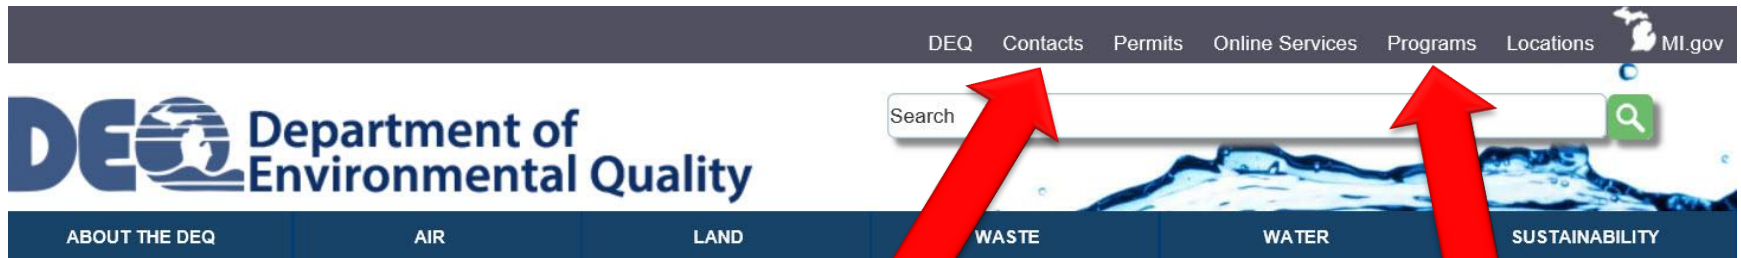 DEQ Contacts Permits Online Services Programs Locations MI.gov
Search
DEQ Department of
Environmental Quality
ABOUT THE DEQ AIR LAND WASTE WATER SUSTAINABILITY